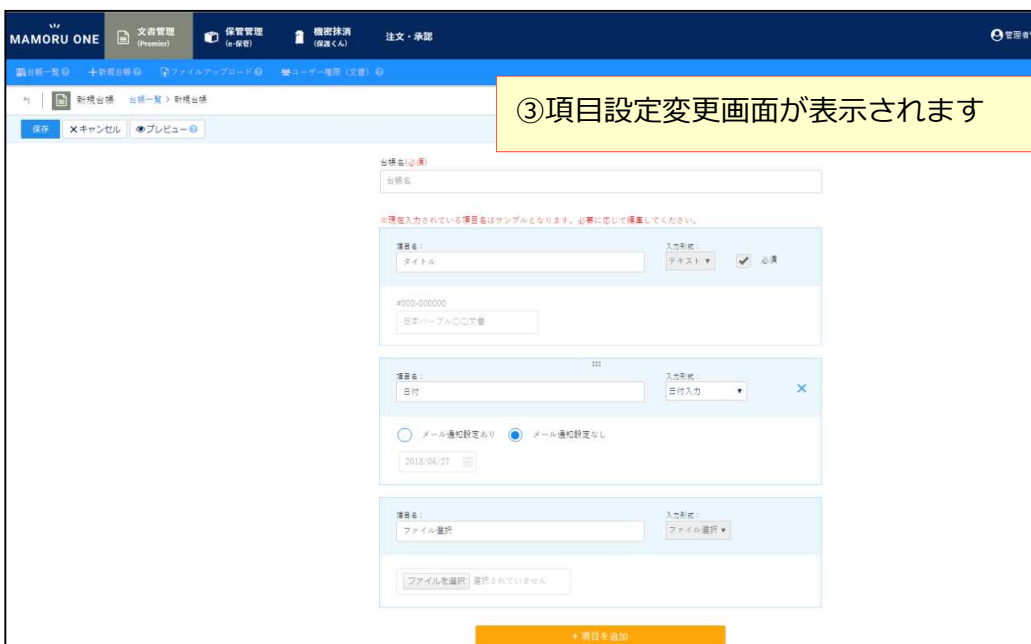 MAMORU ONE
文書管理
(Premier)
保管管理
(e-保管)
機密抹消
(保護くん)
注文・承認
管理者
台帳一覧
+新規台帳
ファイルアップロード
ユーザー権限(文書)
新規台帳 台帳一覧 > 新規台帳
③項目設定変更画面が表示されます
保存 ×キャンセル プレビュー
台帳名(必須)
台帳名
※現在入力されている項目名はサンプルとなります。必要に応じて編集してください。
項目名: 入力形式:
タイトル テキスト▼ 必須
#000-000000
日本パープル〇〇文書
項目名: 入力形式:
日付 日付入力 ▼ ×
メール通知設定あり メール通知設定なし
2018/06/27
項目名: 入力形式:
ファイル選択 ファイル選択▼
ファイルを選択 選択されていません
+項目を追加